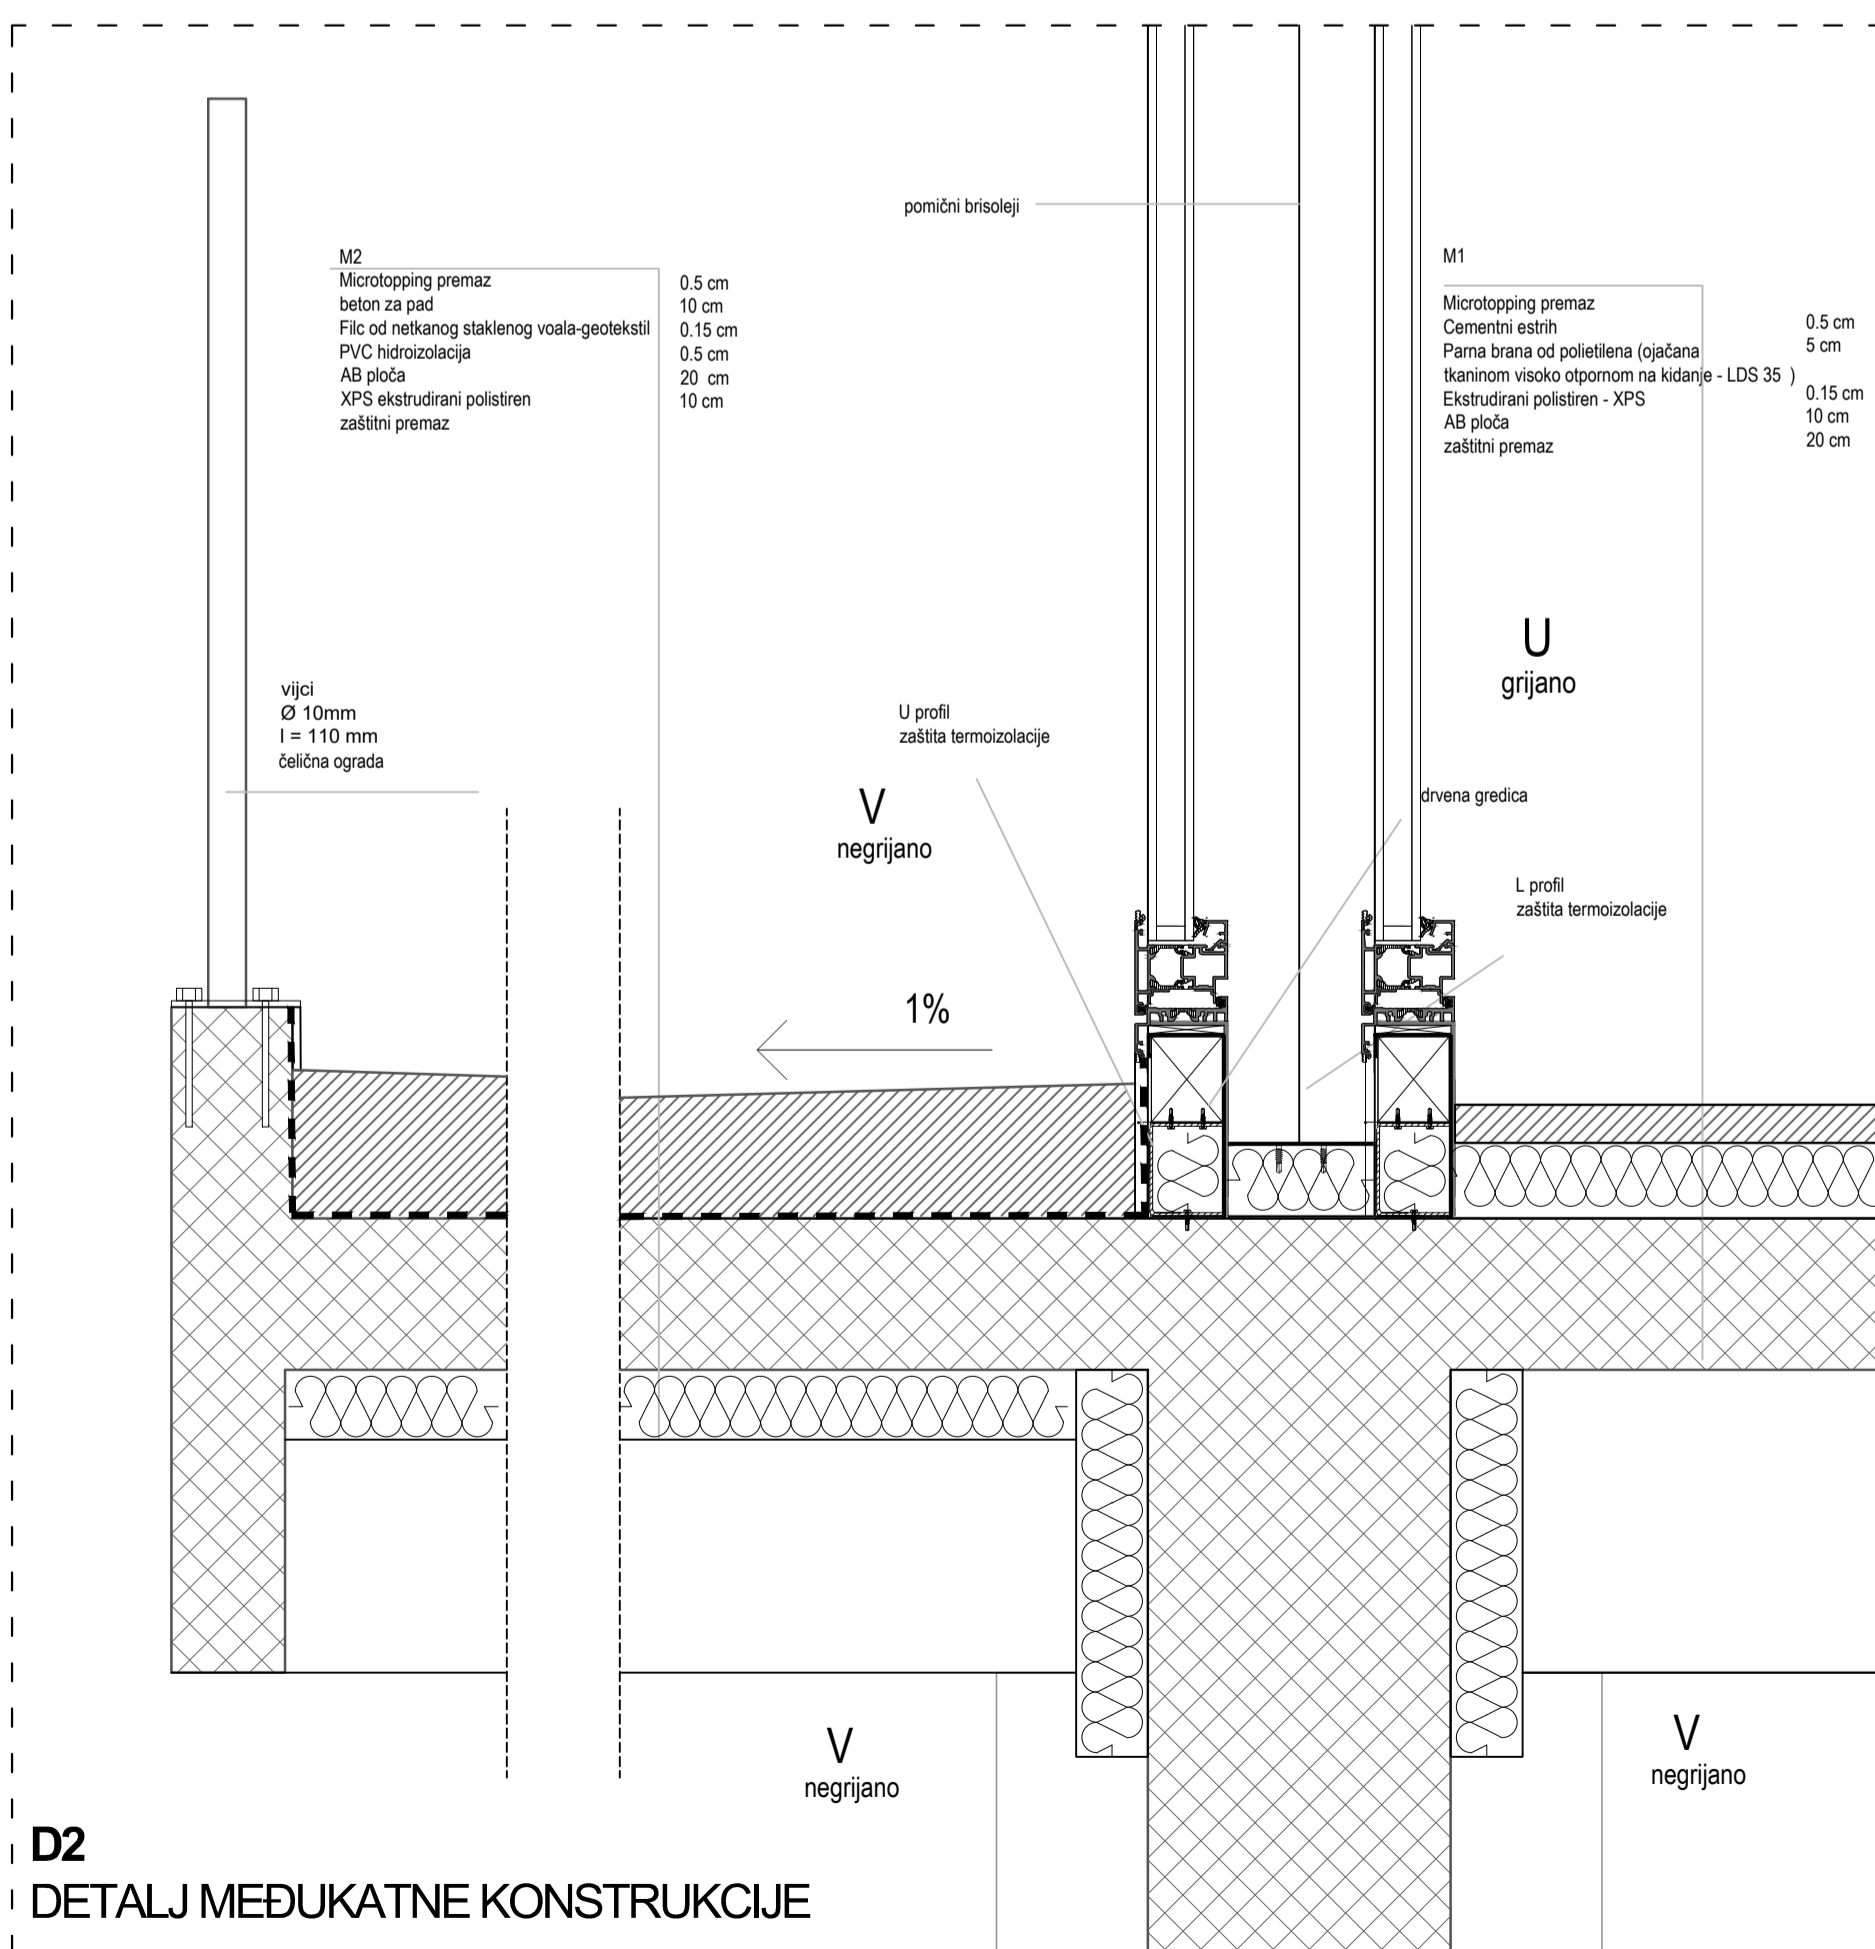 pomični brisoleji
M2
Microtopping premaz 0.5 cm
beton za pad 10 cm
Filc od netkanog staklenog voala-geotekstil 0.15 cm
PVC hidroizolacija 0.5 cm
AB ploča 20 cm
XPS ekstrudirani polistiren 10 cm
zaštitni premaz
M1
Microtopping premaz
Cementni estrih
Parna brana od polietilena (ojačana
tkaninom visoko otpornom na kidanje - LDS 35 )
Ekstrudirani polistiren - XPS
AB ploča
zaštitni premaz
0.5 cm
5 cm
0.15 cm
10 cm
20 cm
U
grijano
vijci
Ø 10mm
l = 110 mm
čelična ograda
U profil
zaštita termoizolacije
V
negrijano
drvena gredica
L profil
zaštita termoizolacije
1%
V
negrijano
V
negrijano
D2
DETALJ MEĐUKATNE KONSTRUKCIJE